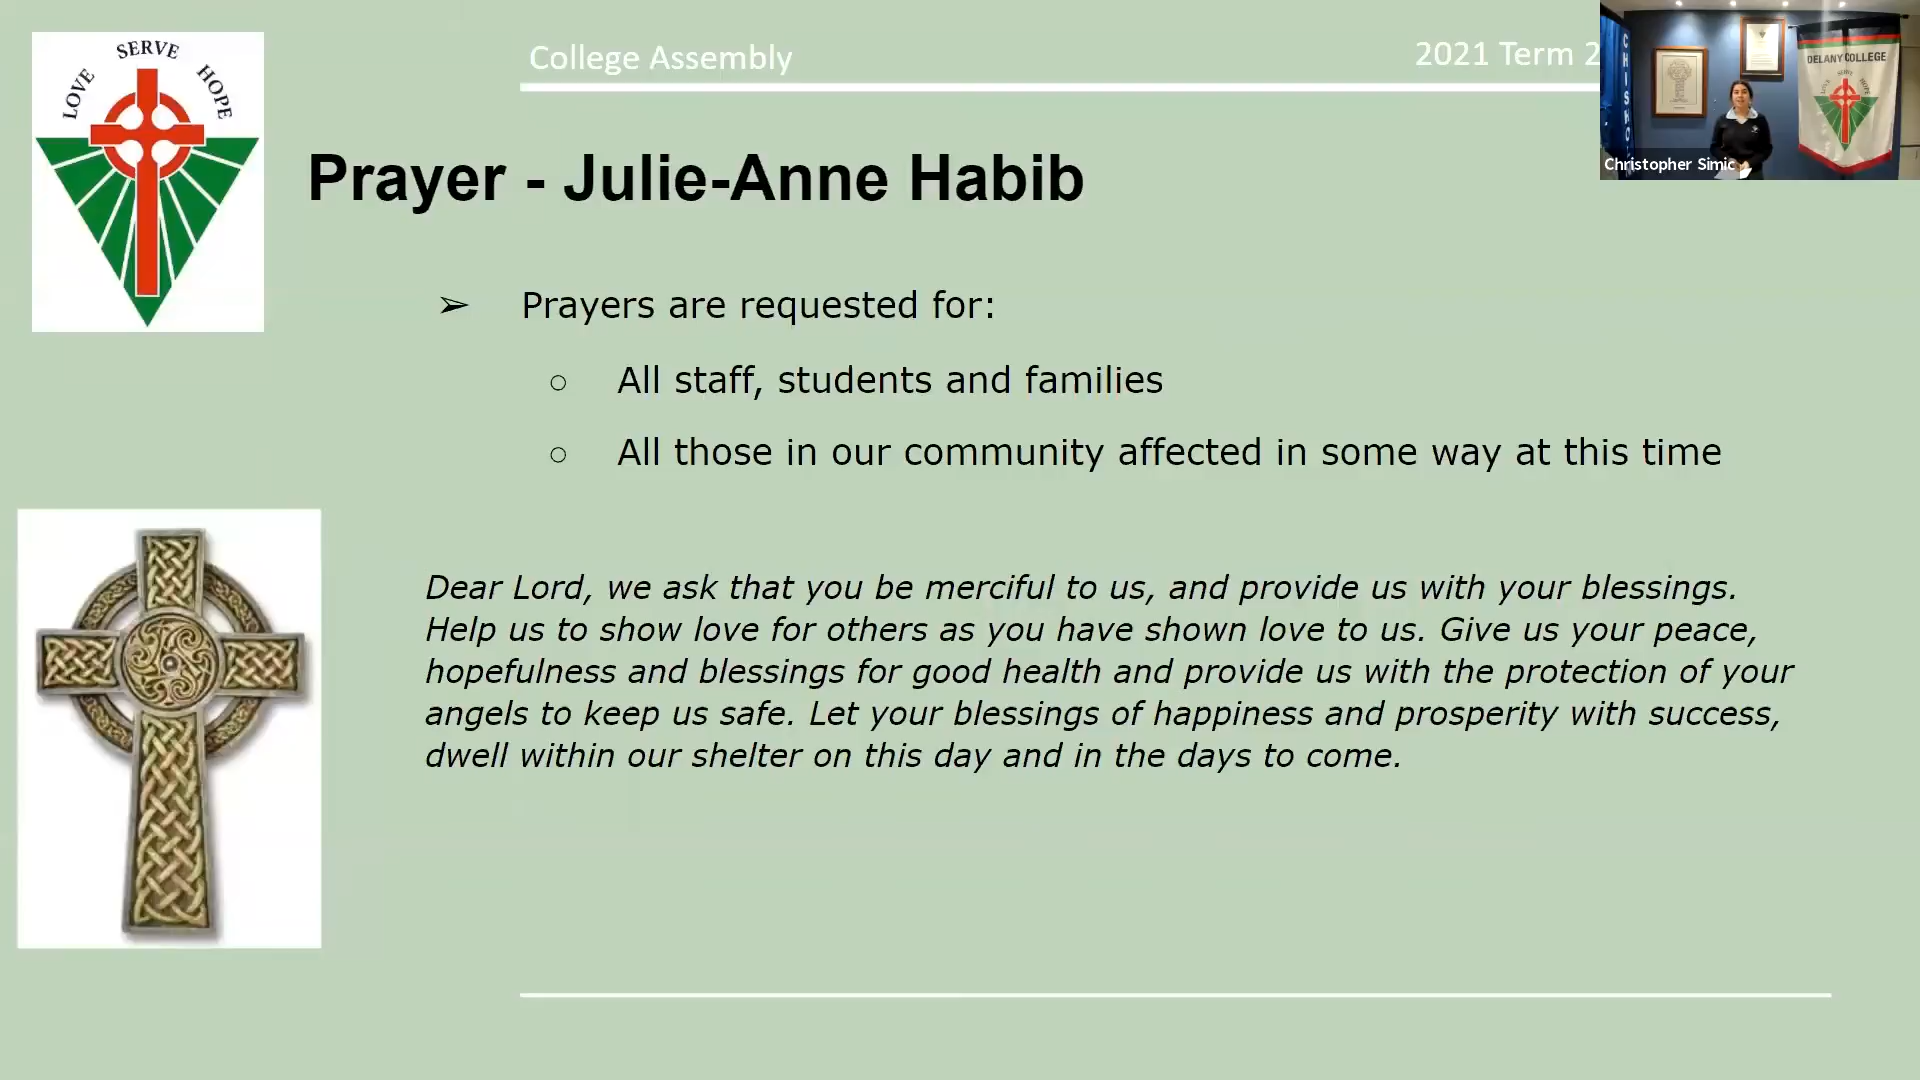 College Assembly
2021 Term 2
LOVE SERVE HOPE
Prayer - Julie-Anne Habib
➢ Prayers are requested for:
○ All staff, students and families
○ All those in our community affected in some way at this time
Dear Lord, we ask that you be merciful to us, and provide us with your blessings.
Help us to show love for others as you have shown love to us. Give us your peace,
hopefulness and blessings for good health and provide us with the protection of your
angels to keep us safe. Let your blessings of happiness and prosperity with success,
dwell within our shelter on this day and in the days to come.
CHISHO
DELANY COLLEGE
Christopher Simic